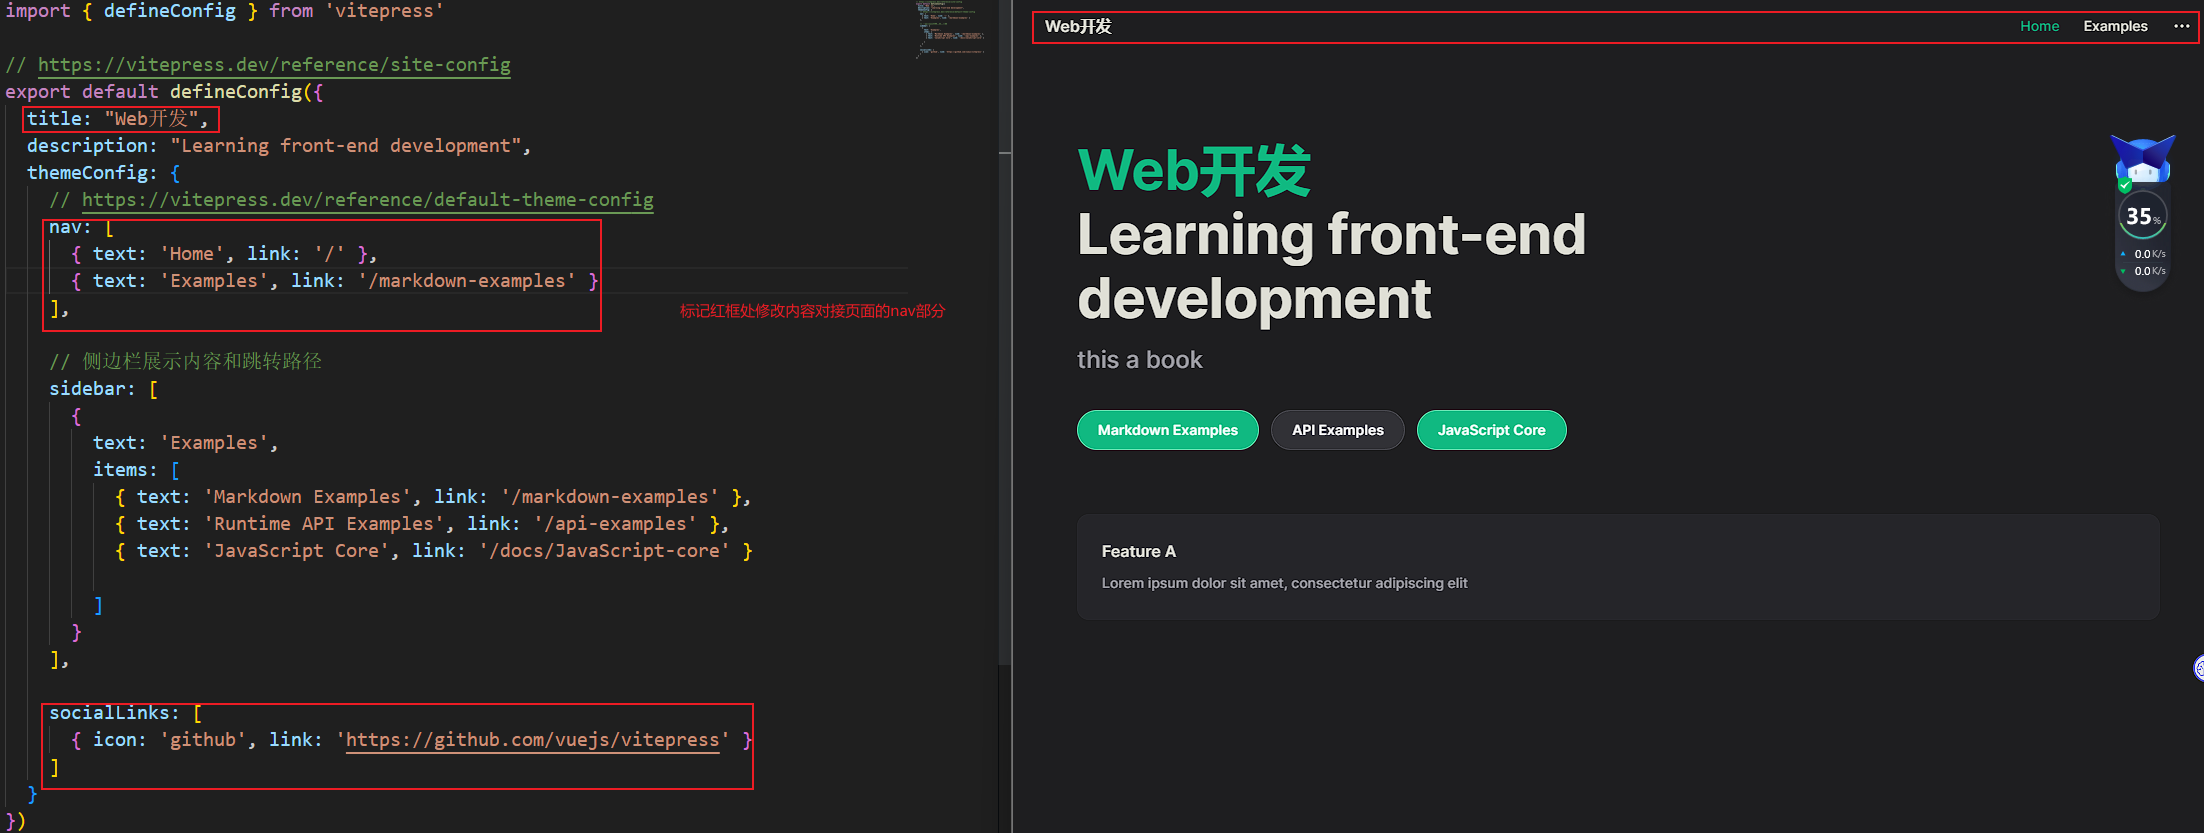 import { defineConfig } from 'vitepress'
// https://vitepress.dev/reference/site-config
export default defineConfig({
title: "Web开发",
description: "Learning front-end development",
themeConfig: {
// https://vitepress.dev/reference/default-theme-config
nav: [
{ text: 'Home', link: '/' },
{ text: 'Examples', link: '/markdown-examples' }
],
标记红框处修改内容对接页面的nav部分
// 侧边栏展示内容和跳转路径
sidebar: [
{
text: 'Examples',
items: [
{ text: 'Markdown Examples', link: '/markdown-examples' },
{ text: 'Runtime API Examples', link: '/api-examples' },
{ text: 'JavaScript Core', link: '/docs/JavaScript-core' }
]
}
],
socialLinks: [
{ icon: 'github', link: 'https://github.com/vuejs/vitepress' }
]
}
})
Web开发
Home Examples ···
Web开发
Learning front-end
development
this a book
Markdown Examples API Examples JavaScript Core
Feature A
Lorem ipsum dolor sit amet, consectetur adipiscing elit
35%
0.0K/s
0.0K/s